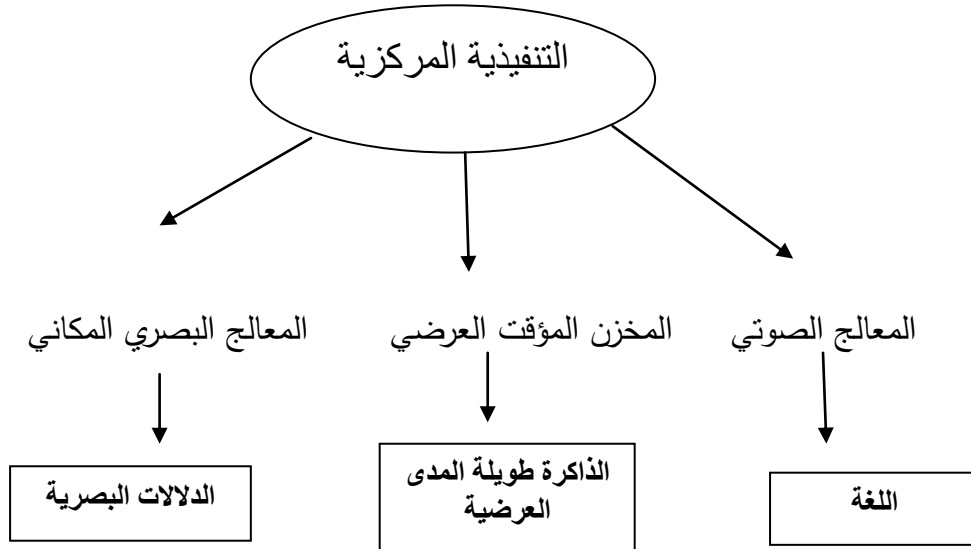 التنفيذية المركزية
المعالج الصوتي
المخزن المؤقت العرضي
المعالج البصري المكاني
اللغة
الذاكرة طويلة المدى
العرضية
الدلالات البصرية